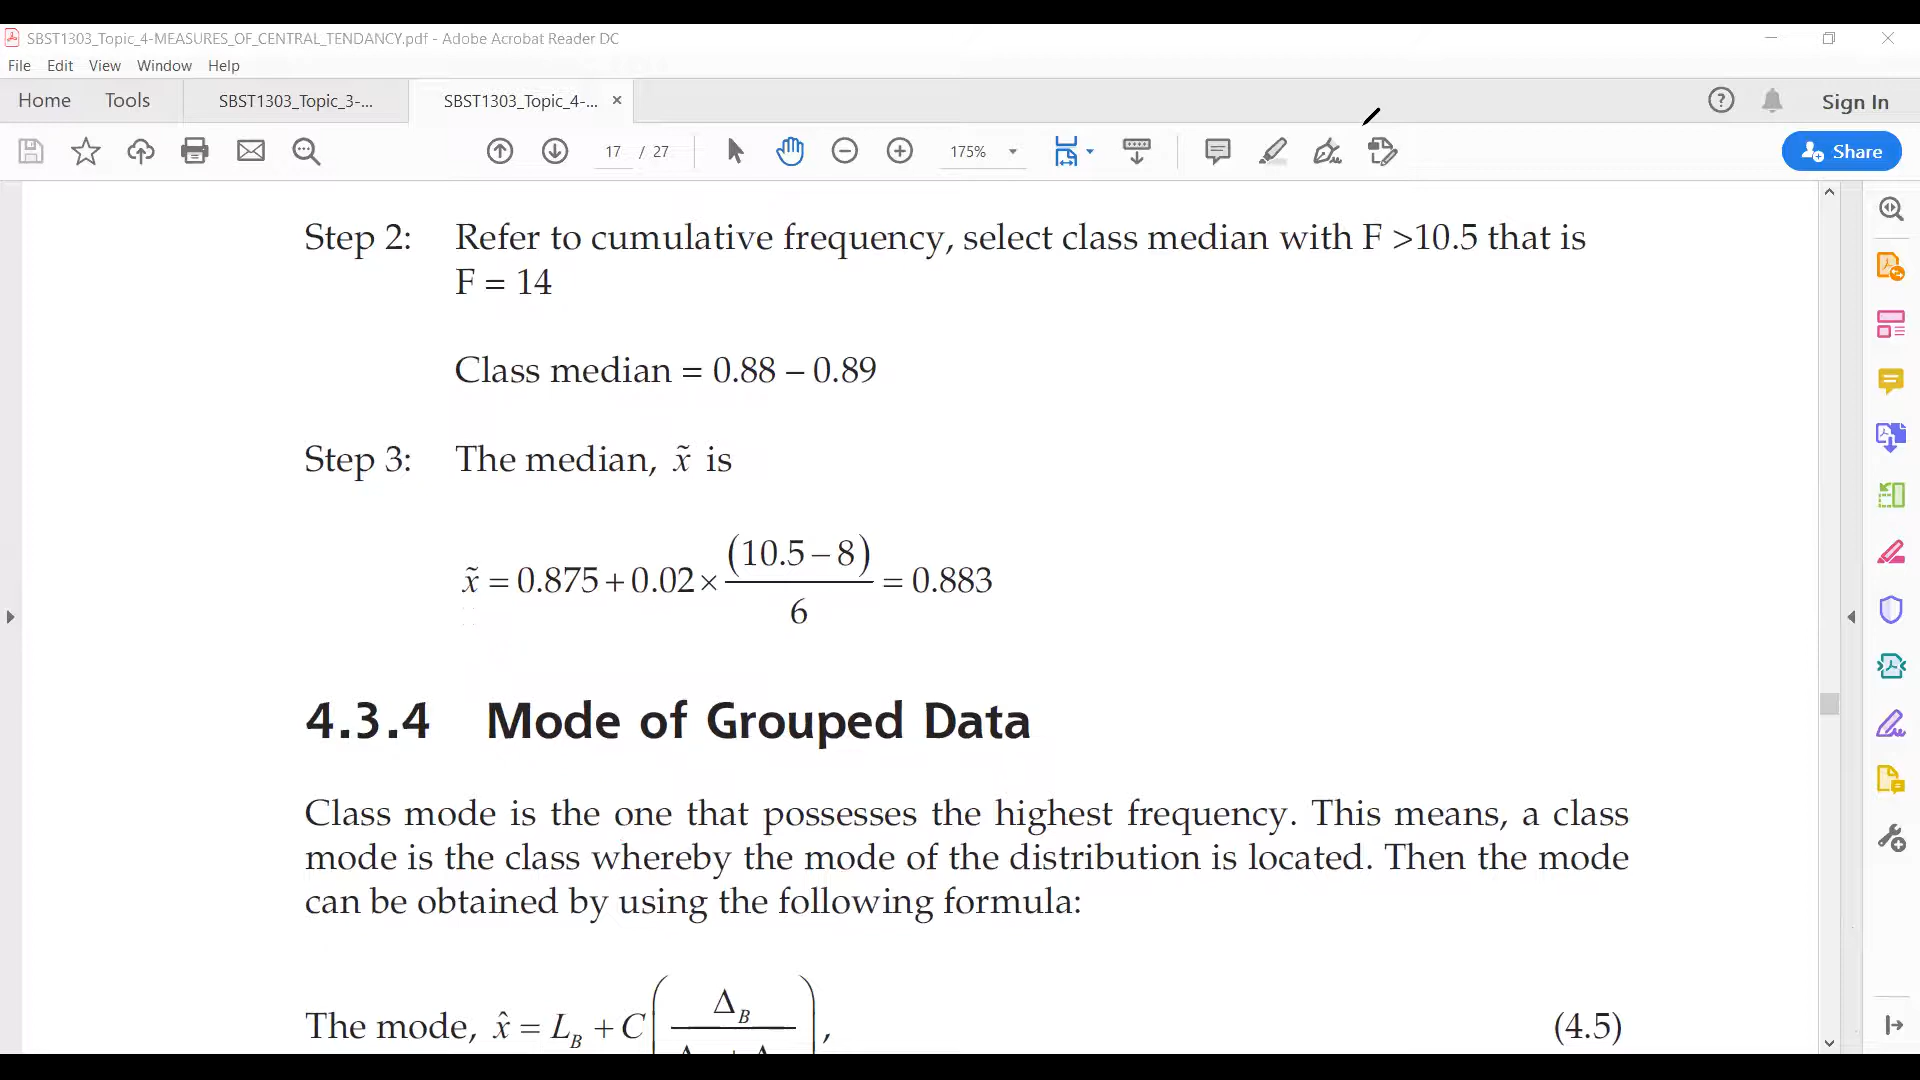 SBST1303_Topic_4-MEASURES_OF_CENTRAL_TENDANCY.pdf - Adobe Acrobat Reader DC
File Edit View Window Help
Home Tools SBST1303_Topic_3-... SBST1303_Topic_4-... × Sign In
17 / 27 175% Share
Step 2: Refer to cumulative frequency, select class median with F >10.5 that is
F = 14
Class median = 0.88 – 0.89
Step 3: The median, x̃ is
x̃ = 0.875 + 0.02 × (10.5 – 8) / 6 = 0.883
4.3.4 Mode of Grouped Data
Class mode is the one that possesses the highest frequency. This means, a class
mode is the class whereby the mode of the distribution is located. Then the mode
can be obtained by using the following formula:
The mode, x̂ = L_B + C ( Δ_B / ), (4.5)